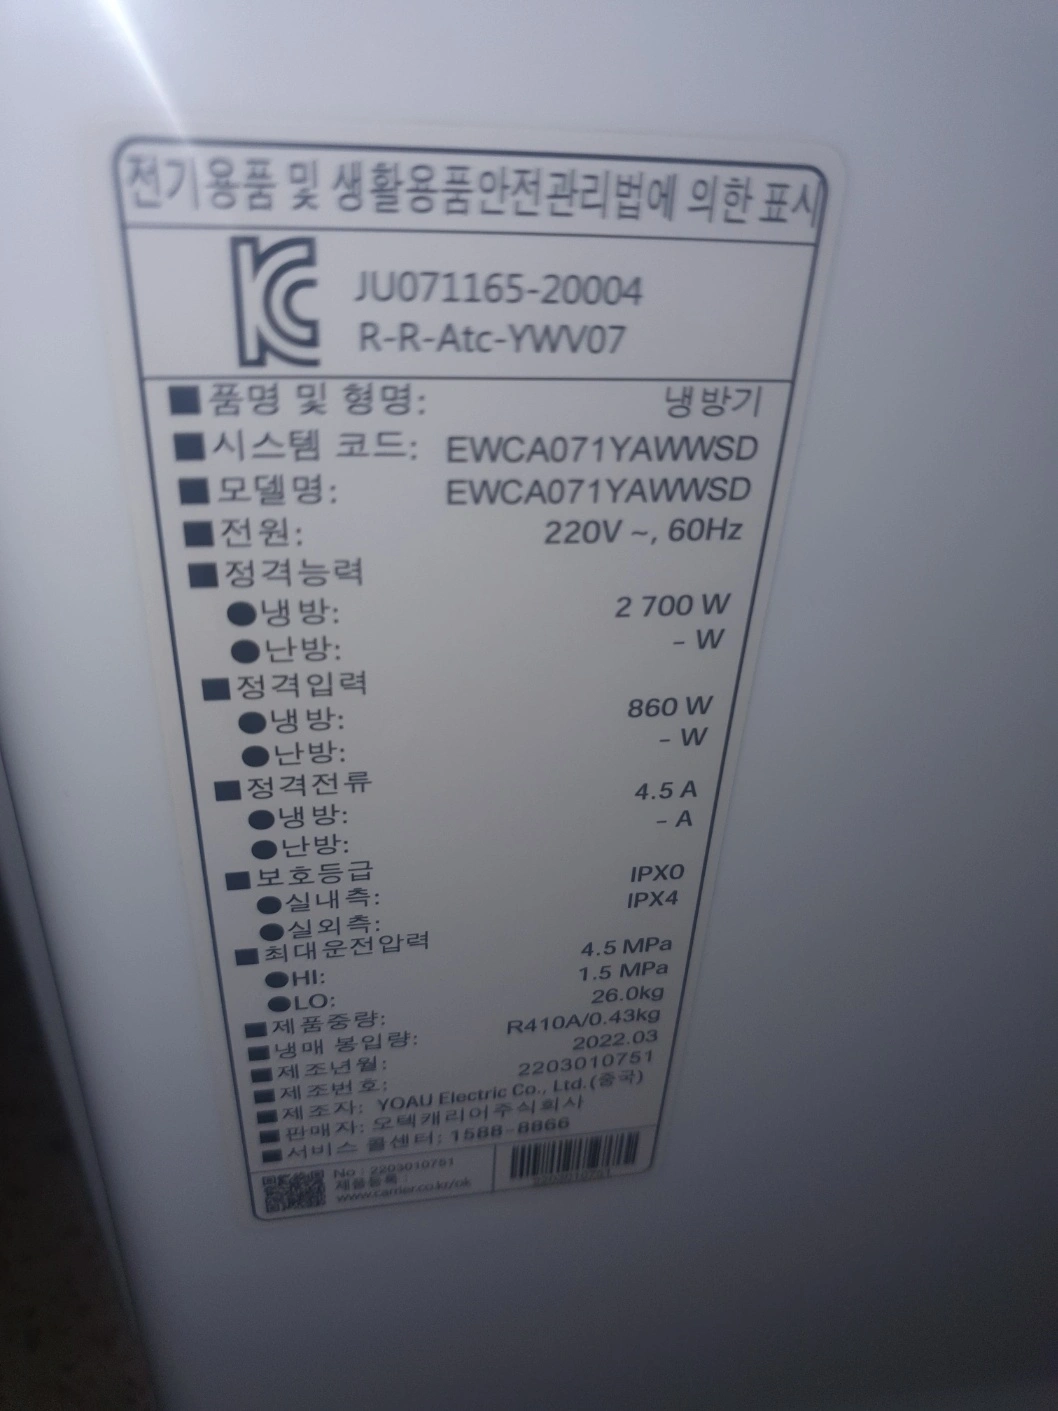 전기용품 및 생활용품안전관리법에 의한 표시
JU071165-20004
R-R-Atc-YWV07
■품명 및 형명: 냉방기
■시스템 코드: EWCA071YAWWSD
■모델명: EWCA071YAWWSD
■전원: 220V ~, 60Hz
■정격능력
●냉방: 2 700 W
●난방: – W
■정격입력
●냉방: 860 W
●난방: – W
■정격전류
●냉방: 4.5 A
●난방: – A
■보호등급
●실내측: IPX0
●실외측: IPX4
■최대운전압력
●HI: 4.5 MPa
●LO: 1.5 MPa
■제품중량: 26.0kg
■냉매 봉입량: R410A/0.43kg
■제조년월: 2022.03
■제조번호: 2203010751
■제조자: YOAU Electric Co., Ltd.(중국)
■판매자: 오텍캐리어주식회사
■서비스 콜센터: 1588-8866
No : 2203010751
제품등록 :
www.carrier.co.kr/ok
2203010751